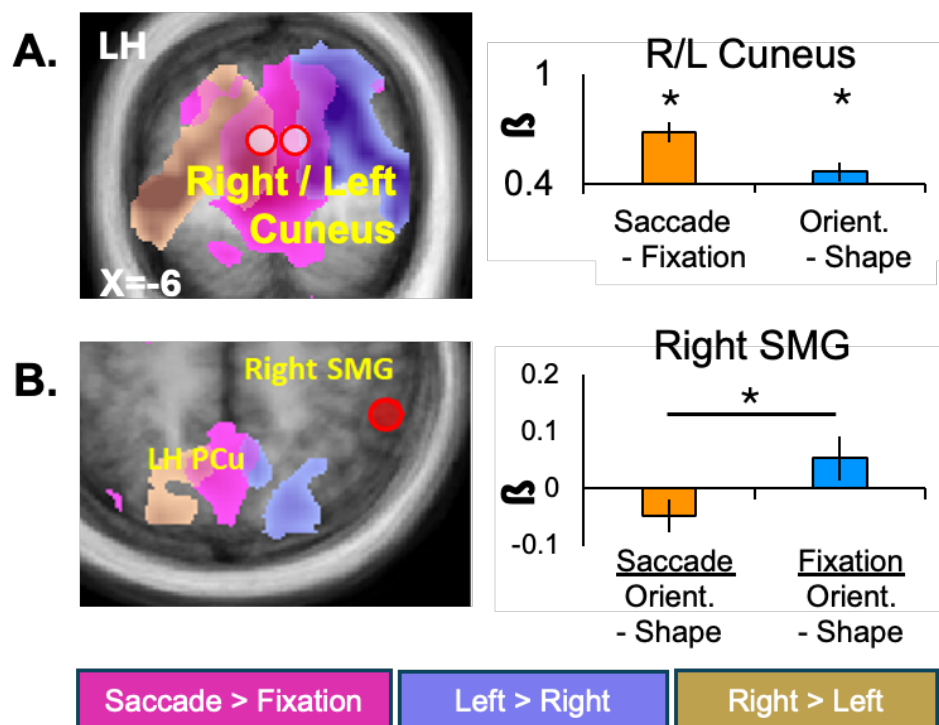 A.
LH
Right / Left
Cuneus
X=-6
R/L Cuneus
1
*
*
ß
0.4
Saccade
- Fixation
Orient.
- Shape
B.
Right SMG
LH PCu
Right SMG
0.2
*
0.1
ß
0
-0.1
Saccade
Orient.
- Shape
Fixation
Orient.
- Shape
Saccade > Fixation
Left > Right
Right > Left